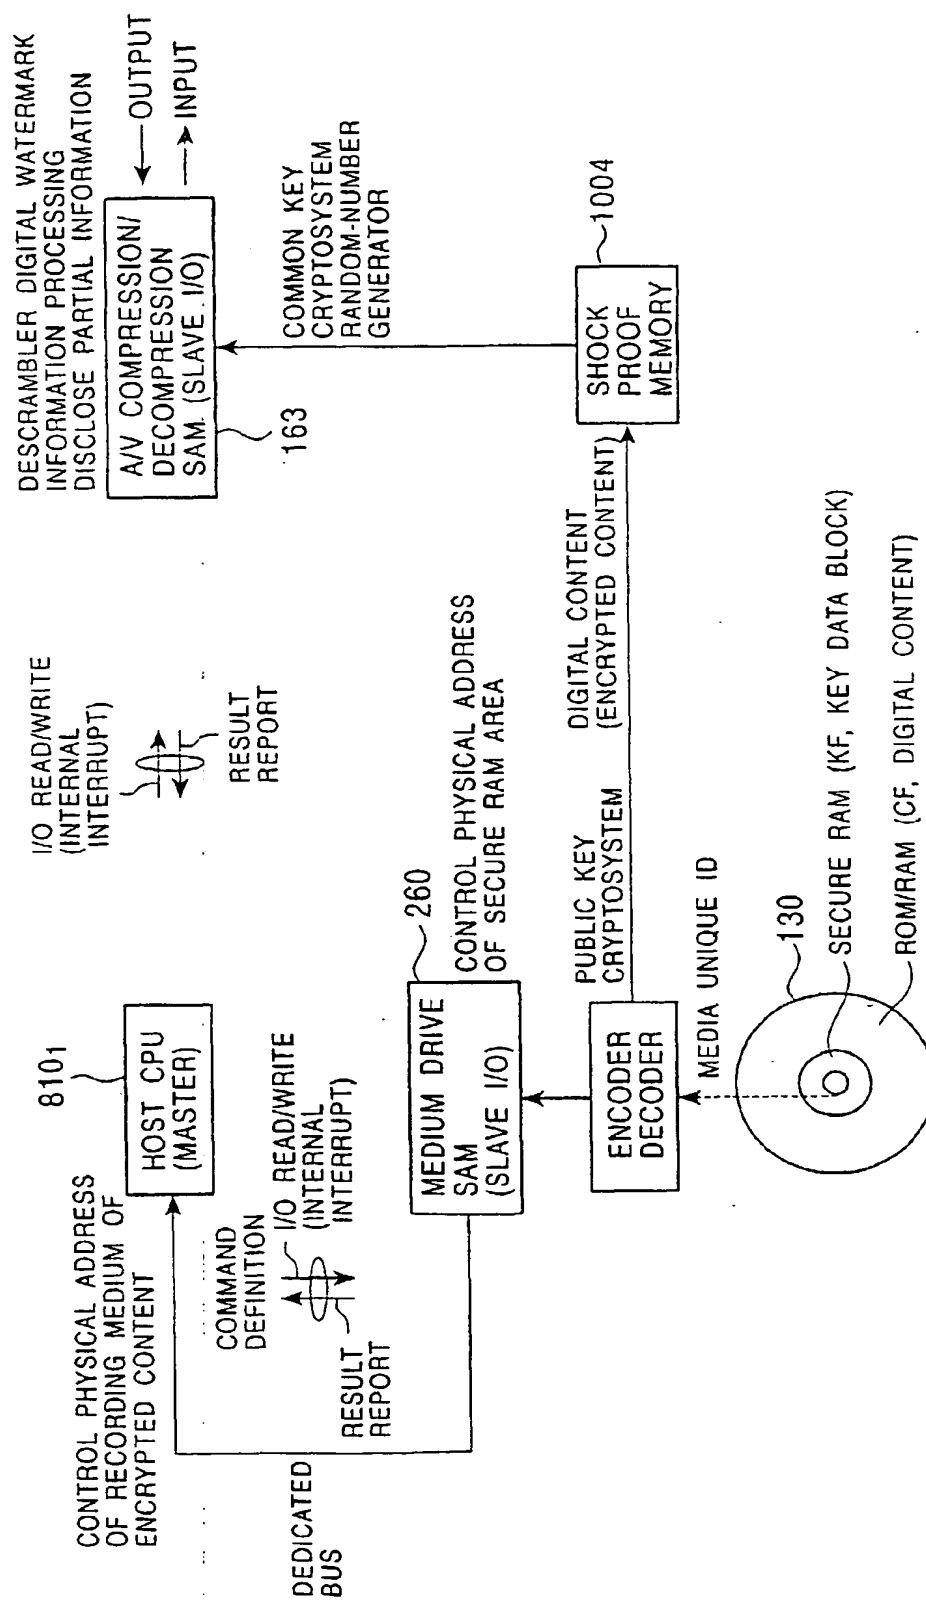 CONTROL PHYSICAL ADDRESS
OF RECORDING MEDIUM OF
ENCRYPTED CONTENT
810₁
HOST CPU
(MASTER)
I/O READ/WRITE
(INTERNAL
INTERRUPT)
RESULT
REPORT
DESCRAMBLER DIGITAL WATERMARK
INFORMATION PROCESSING
DISCLOSE PARTIAL INFORMATION
A/V COMPRESSION/
DECOMPRESSION
SAM (SLAVE I/O)
OUTPUT
INPUT
163
COMMAND
DEFINITION
I/O READ/WRITE
(INTERNAL
INTERRUPT)
RESULT
REPORT
DEDICATED
BUS
COMMON KEY
CRYPTOSYSTEM
RANDOM-NUMBER
GENERATOR
260
MEDIUM DRIVE
SAM
(SLAVE I/O)
CONTROL PHYSICAL ADDRESS
OF SECURE RAM AREA
ENCODER
DECODER
PUBLIC KEY
CRYPTOSYSTEM
DIGITAL CONTENT
(ENCRYPTED CONTENT)
SHOCK
PROOF
MEMORY
1004
MEDIA UNIQUE ID
130
SECURE RAM (KF, KEY DATA BLOCK)
ROM/RAM (CF, DIGITAL CONTENT)